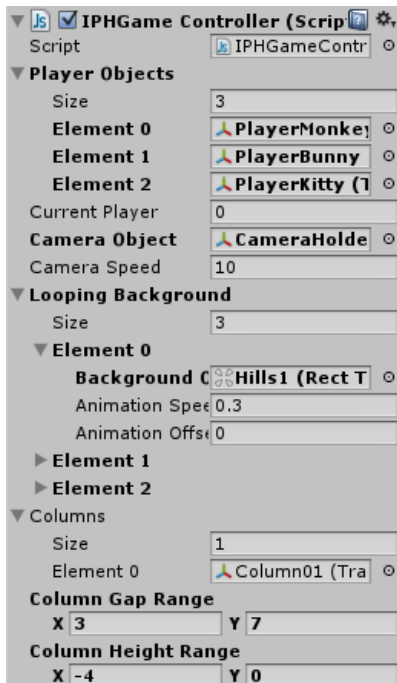 IPHGame Controller (Scrip
Script IPHGameContr
Player Objects
Size 3
Element 0 PlayerMonkey
Element 1 PlayerBunny
Element 2 PlayerKitty (T
Current Player 0
Camera Object CameraHolde
Camera Speed 10
Looping Background
Size 3
Element 0
Background O Hills1 (Rect T
Animation Spee 0.3
Animation Offse 0
Element 1
Element 2
Columns
Size 1
Element 0 Column01 (Tra
Column Gap Range
X 3 Y 7
Column Height Range
X -4 Y 0